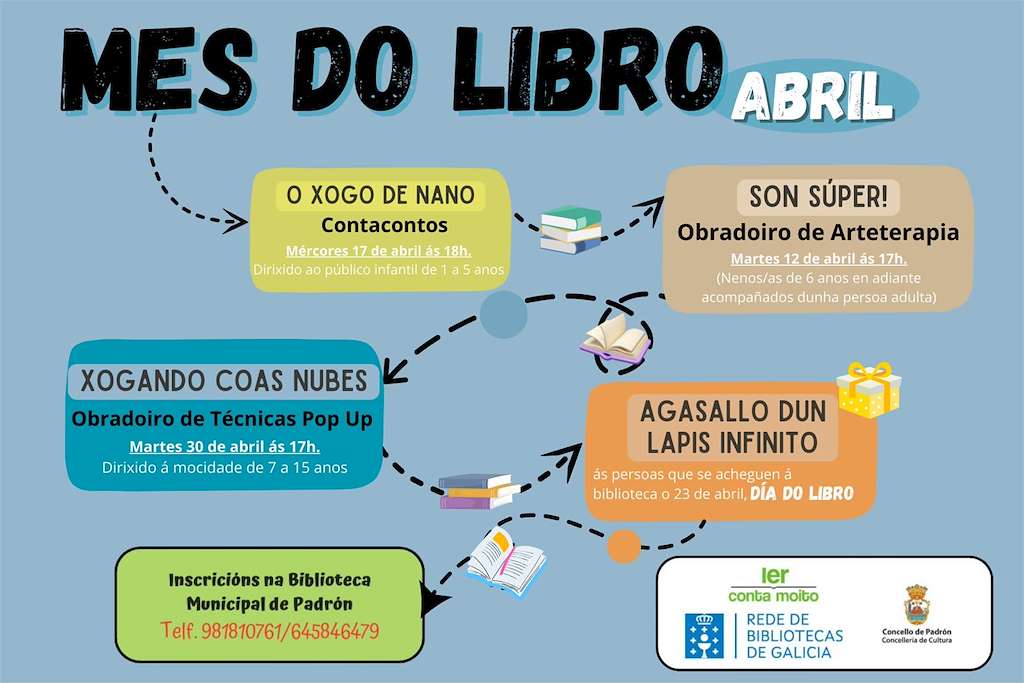 MES DO LIBRO
ABRIL
O XOGO DE NANO
Contacontos
Mércores 17 de abril ás 18h.
Dirixido ao público infantil de 1 a 5 anos
SON SÚPER!
Obradoiro de Arteterapia
Martes 12 de abril ás 17h.
(Nenos/as de 6 anos en adiante
acompañados dunha persoa adulta)
XOGANDO COAS NUBES
Obradoiro de Técnicas Pop Up
Martes 30 de abril ás 17h.
Dirixido á mocidade de 7 a 15 anos
AGASALLO DUN
LAPIS INFINITO
ás persoas que se acheguen á
biblioteca o 23 de abril, DÍA DO LIBRO
Inscricións na Biblioteca
Municipal de Padrón
Telf. 981810761/645846479
ler
conta moito
REDE DE
BIBLIOTECAS
DE GALICIA
Concello de Padrón
Concellería de Cultura